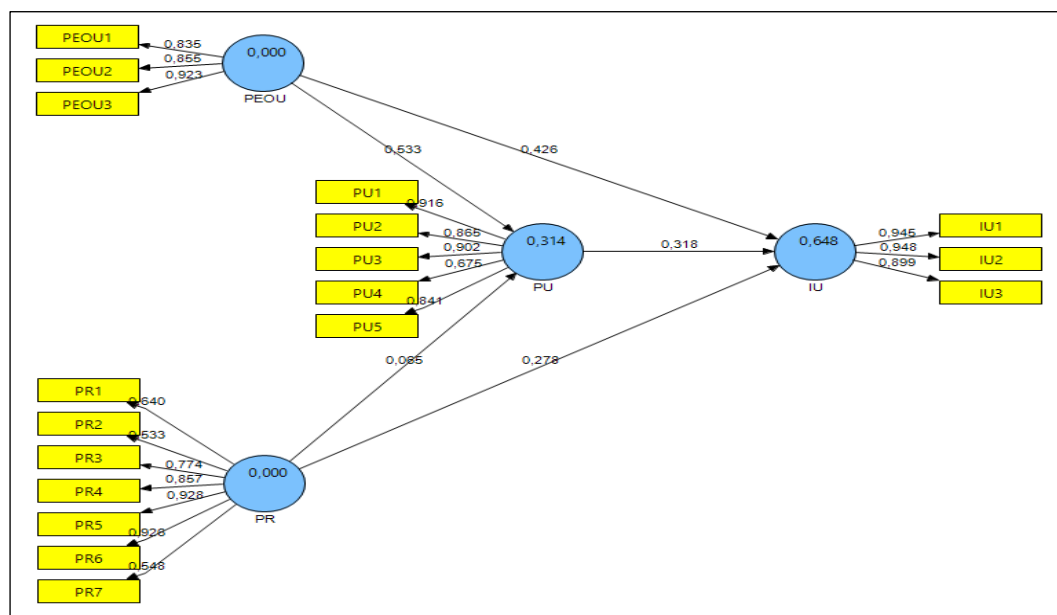 PEOU1
0,835
PEOU2
0,855
PEOU3
0,923
0,000
PEOU
0,533
0,426
PU1
0,916
PU2
0,865
PU3
0,902
PU4
0,675
PU5
0,841
0,314
PU
0,318
0,648
IU
0,945
IU1
0,948
IU2
0,899
IU3
0,065
0,278
PR1
0,640
PR2
0,533
PR3
0,774
PR4
0,857
PR5
0,928
PR6
0,926
PR7
0,548
0,000
PR